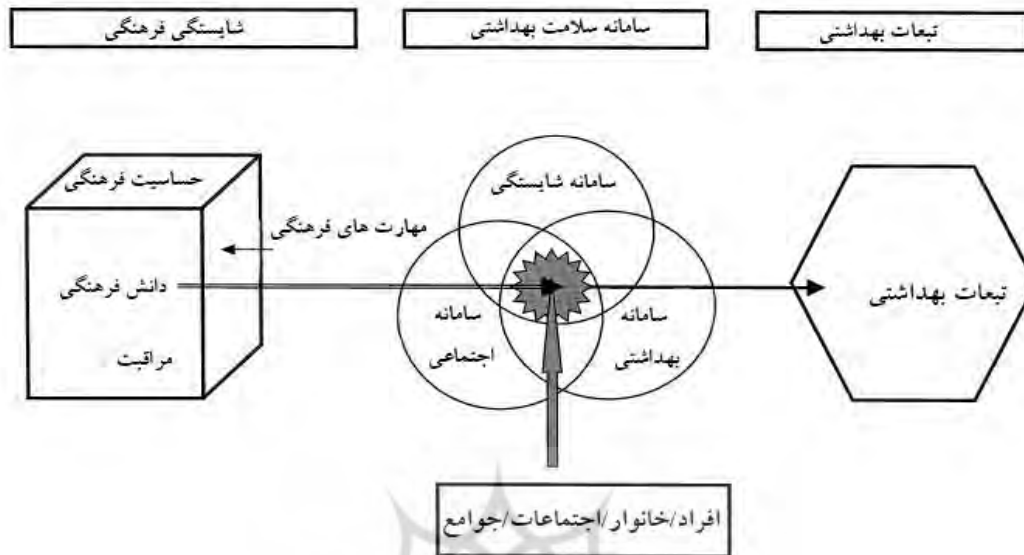 شایستگی فرهنگی
سامانه سلامت بهداشتی
تبعات بهداشتی
حساسیت فرهنگی
مهارت های فرهنگی
دانش فرهنگی
مراقبت
سامانه شایستگی
سامانه
اجتماعی
سامانه
بهداشتی
تبعات بهداشتی
افراد/خانوار/اجتماعات/جوامع